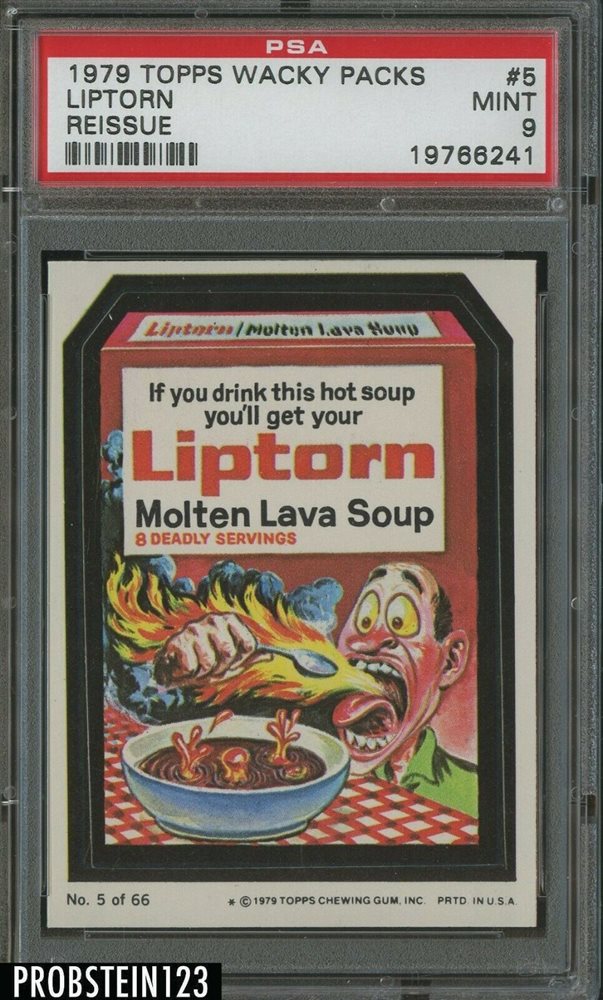 PSA
1979 TOPPS WACKY PACKS #5
LIPTORN MINT
REISSUE 9
19766241
Liptorn / Molten Lava Soup
If you drink this hot soup
you'll get your
Liptorn
Molten Lava Soup
8 DEADLY SERVINGS
No. 5 of 66 * © 1979 TOPPS CHEWING GUM, INC. PRTD IN U.S.A.
PROBSTEIN123